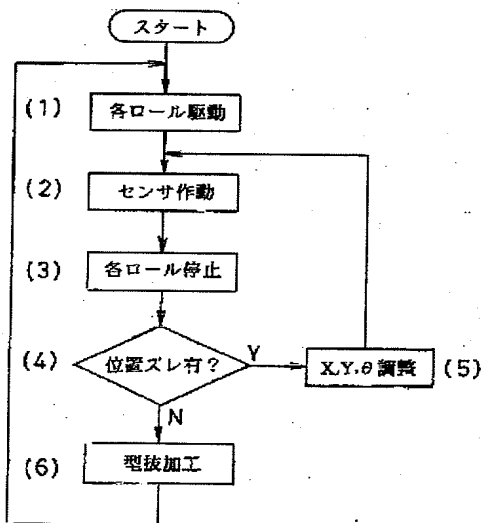 スタート
(1) 各ロール駆動
(2) センサ作動
(3) 各ロール停止
(4) 位置ズレ有? Y X,Y,θ調整 (5)
N
(6) 型抜加工